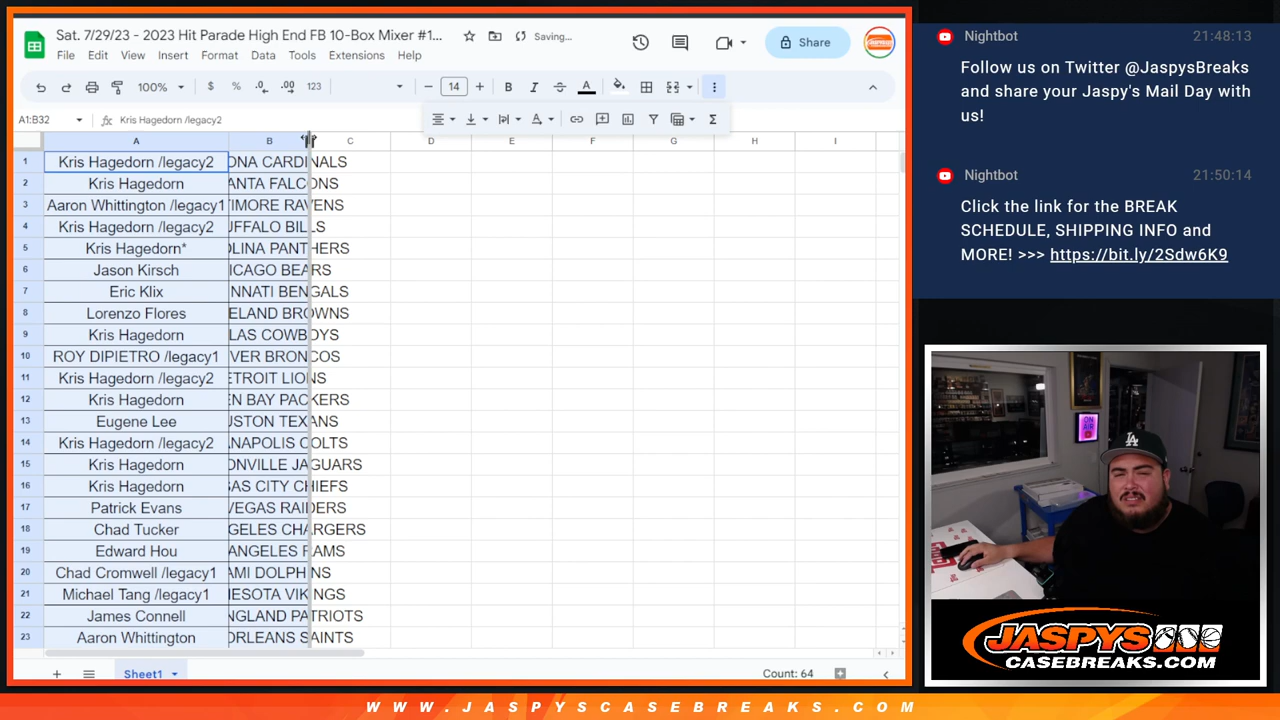 Sat. 7/29/23 - 2023 Hit Parade High End FB 10-Box Mixer #1...
Saving...
Share
File Edit View Insert Format Data Tools Extensions Help
100% $ % .0 .00 123 14 B I A
A1:B32 Kris Hagedorn /legacy2
A B C D E F G H I
1 Kris Hagedorn /legacy2 ONA CARDINALS
2 Kris Hagedorn ANTA FALCONS
3 Aaron Whittington /legacy1 TIMORE RAVENS
4 Kris Hagedorn /legacy2 UFFALO BILLS
5 Kris Hagedorn* OLINA PANTHERS
6 Jason Kirsch ICAGO BEARS
7 Eric Klix NNATI BENGALS
8 Lorenzo Flores ELAND BROWNS
9 Kris Hagedorn LAS COWBOYS
10 ROY DIPIETRO /legacy1 VER BRONCOS
11 Kris Hagedorn /legacy2 ETROIT LIONS
12 Kris Hagedorn EN BAY PACKERS
13 Eugene Lee USTON TEXANS
14 Kris Hagedorn /legacy2 ANAPOLIS COLTS
15 Kris Hagedorn ONVILLE JAGUARS
16 Kris Hagedorn SAS CITY CHIEFS
17 Patrick Evans VEGAS RAIDERS
18 Chad Tucker GELES CHARGERS
19 Edward Hou ANGELES RAMS
20 Chad Cromwell /legacy1 AMI DOLPHINS
21 Michael Tang /legacy1 NESOTA VIKINGS
22 James Connell NGLAND PATRIOTS
23 Aaron Whittington ORLEANS SAINTS
Sheet1 Count: 64
Nightbot 21:48:13
Follow us on Twitter @JaspysBreaks
and share your Jaspy's Mail Day with
us!
Nightbot 21:50:14
Click the link for the BREAK
SCHEDULE, SHIPPING INFO and
MORE! >>> https://bit.ly/2Sdw6K9
ON AIR
LA
JASPYS
CASEBREAKS.COM
WWW.JASPYSCASEBREAKS.COM